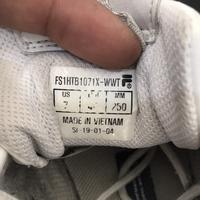 FS1HTB1071X-WWT
US MM
7 250
MADE IN VIETNAM
SI-19-01-04